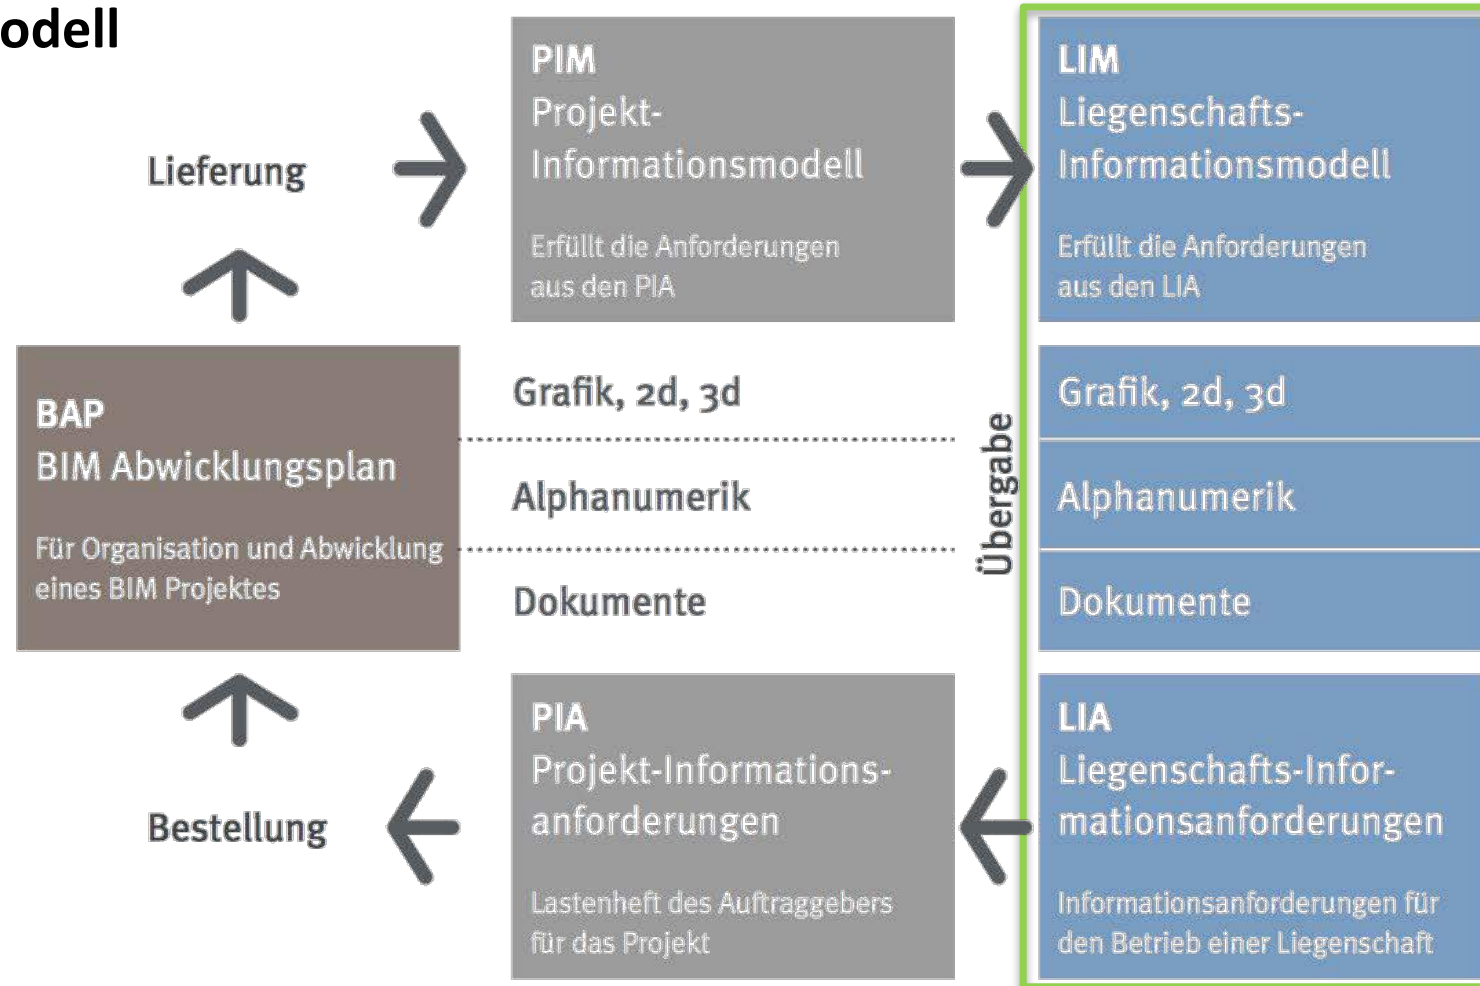 odell
PIM
Projekt-
Informationsmodell
Erfüllt die Anforderungen
aus den PIA
LIM
Liegenschafts-
Informationsmodell
Erfüllt die Anforderungen
aus den LIA
Lieferung
BAP
BIM Abwicklungsplan
Für Organisation und Abwicklung
eines BIM Projektes
Grafik, 2d, 3d
Alphanumerik
Dokumente
Übergabe
Grafik, 2d, 3d
Alphanumerik
Dokumente
Bestellung
PIA
Projekt-Informations-
anforderungen
Lastenheft des Auftraggebers
für das Projekt
LIA
Liegenschafts-Infor-
mationsanforderungen
Informationsanforderungen für
den Betrieb einer Liegenschaft